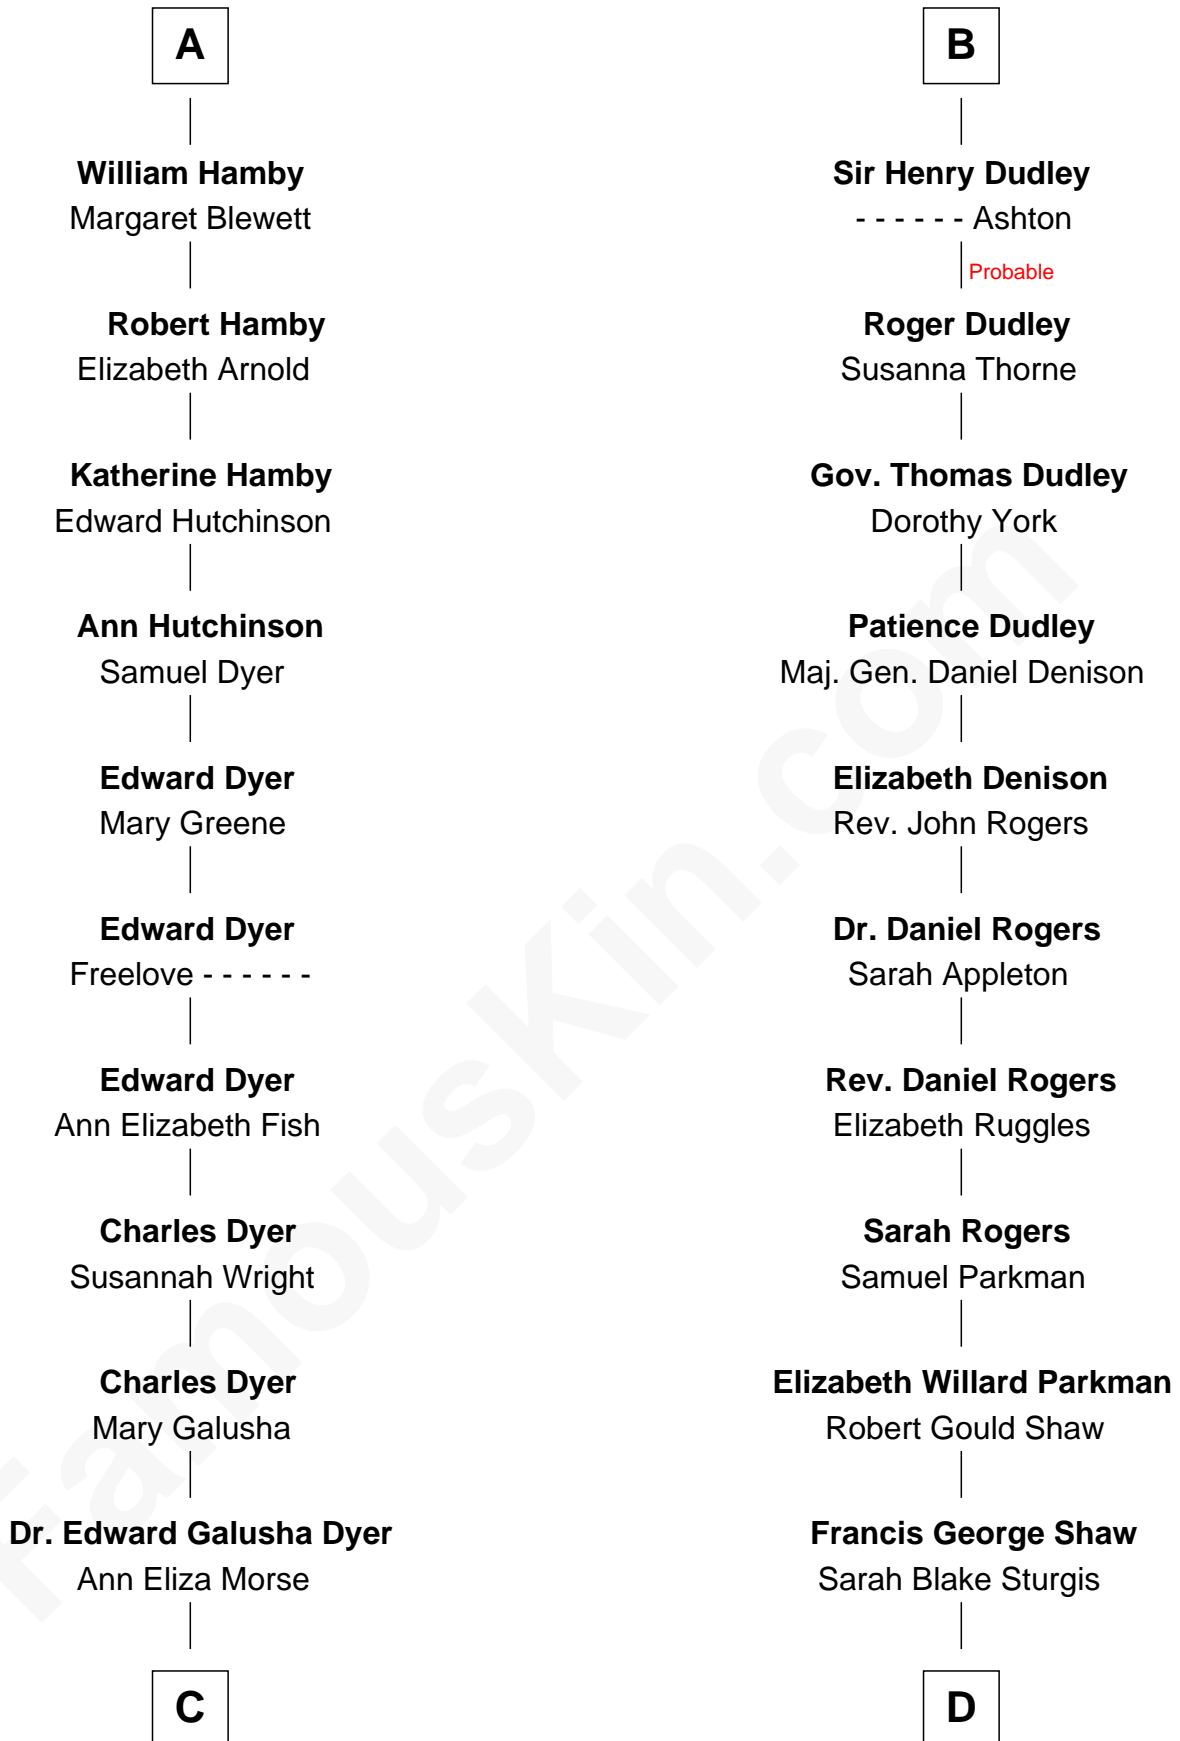 A
William Hamby
Margaret Blewett
Robert Hamby
Elizabeth Arnold
Katherine Hamby
Edward Hutchinson
Ann Hutchinson
Samuel Dyer
Edward Dyer
Mary Greene
Edward Dyer
Freelove - - - - - -
Edward Dyer
Ann Elizabeth Fish
Charles Dyer
Susannah Wright
Charles Dyer
Mary Galusha
Dr. Edward Galusha Dyer
Ann Eliza Morse
C
B
Sir Henry Dudley
- - - - - - Ashton
Probable
Roger Dudley
Susanna Thorne
Gov. Thomas Dudley
Dorothy York
Patience Dudley
Maj. Gen. Daniel Denison
Elizabeth Denison
Rev. John Rogers
Dr. Daniel Rogers
Sarah Appleton
Rev. Daniel Rogers
Elizabeth Ruggles
Sarah Rogers
Samuel Parkman
Elizabeth Willard Parkman
Robert Gould Shaw
Francis George Shaw
Sarah Blake Sturgis
D
FamousKin.com